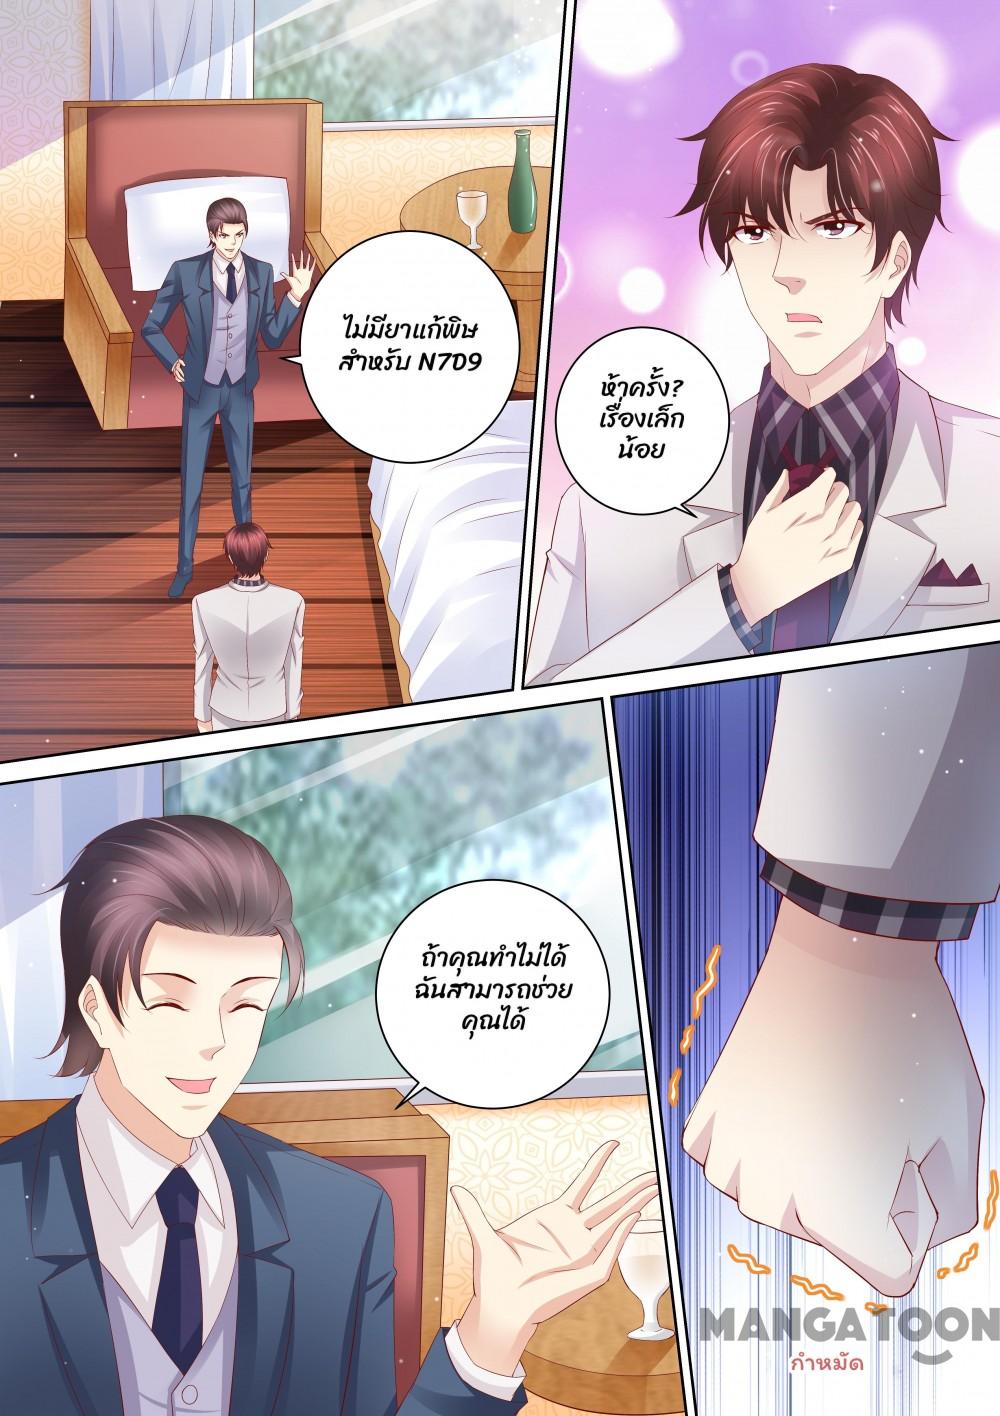 ไม่มียาแก้พิษ
สำหรับ N709
ห้าครั้ง?
เรื่องเล็ก
น้อย
ถ้าคุณทำไม่ได้
ฉันสามารถช่วย
คุณได้
MANGATOON
กำหมัด